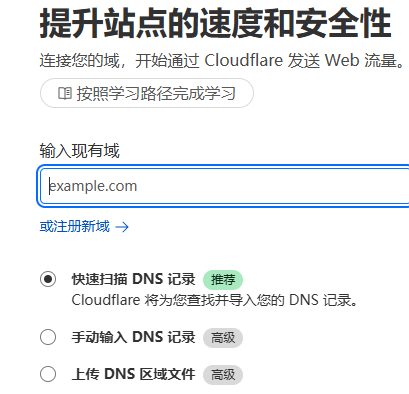 提升站点的速度和安全性
连接您的域，开始通过 Cloudflare 发送 Web 流量。
按照学习路径完成学习
输入现有域
example.com
或注册新域 →
快速扫描 DNS 记录 推荐
Cloudflare 将为您查找并导入您的 DNS 记录。
手动输入 DNS 记录 高级
上传 DNS 区域文件 高级